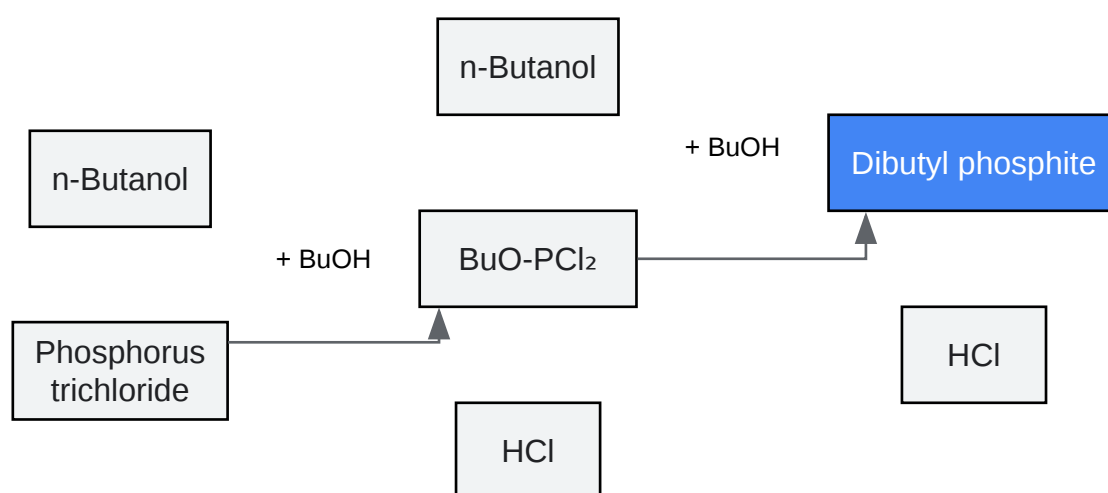 n-Butanol
n-Butanol
+ BuOH
Dibutyl phosphite
+ BuOH
BuO-PCl₂
Phosphorus
trichloride
HCl
HCl